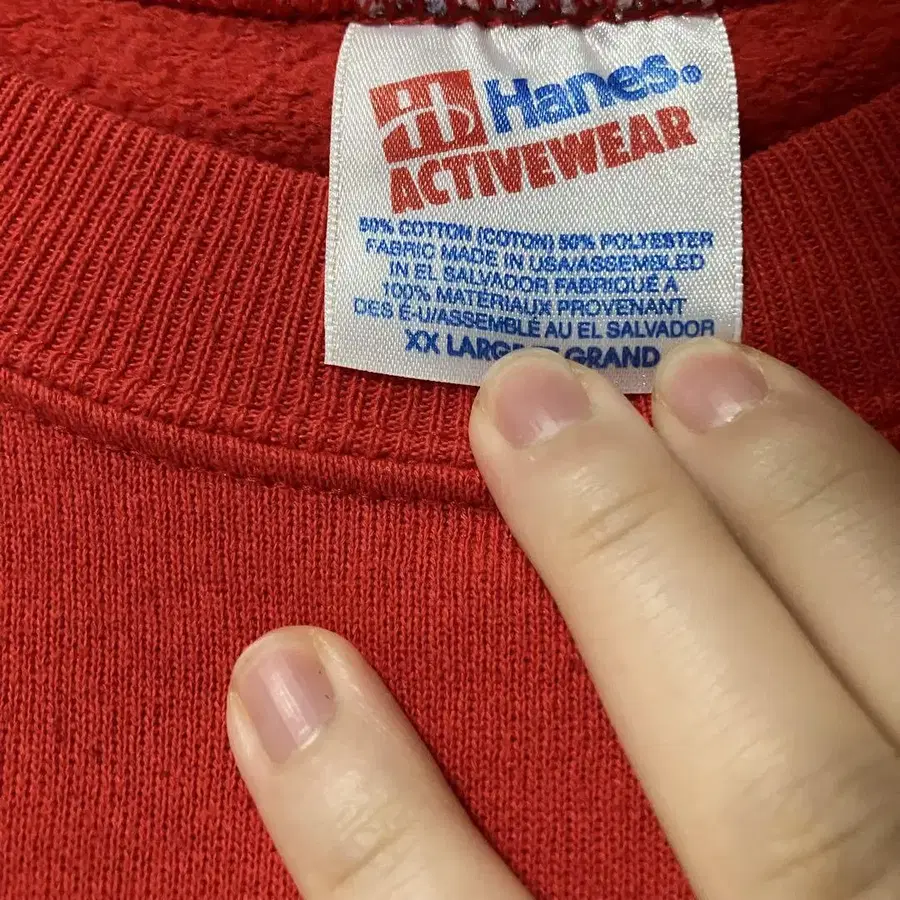 Hanes®
ACTIVEWEAR
50% COTTON (COTON) 50% POLYESTER
FABRIC MADE IN USA/ASSEMBLED
IN EL SALVADOR FABRIQUÉ A
100% MATÉRIAUX PROVENANT
DES É-U/ASSEMBLÉ AU EL SALVADOR
XX LARGE GRAND